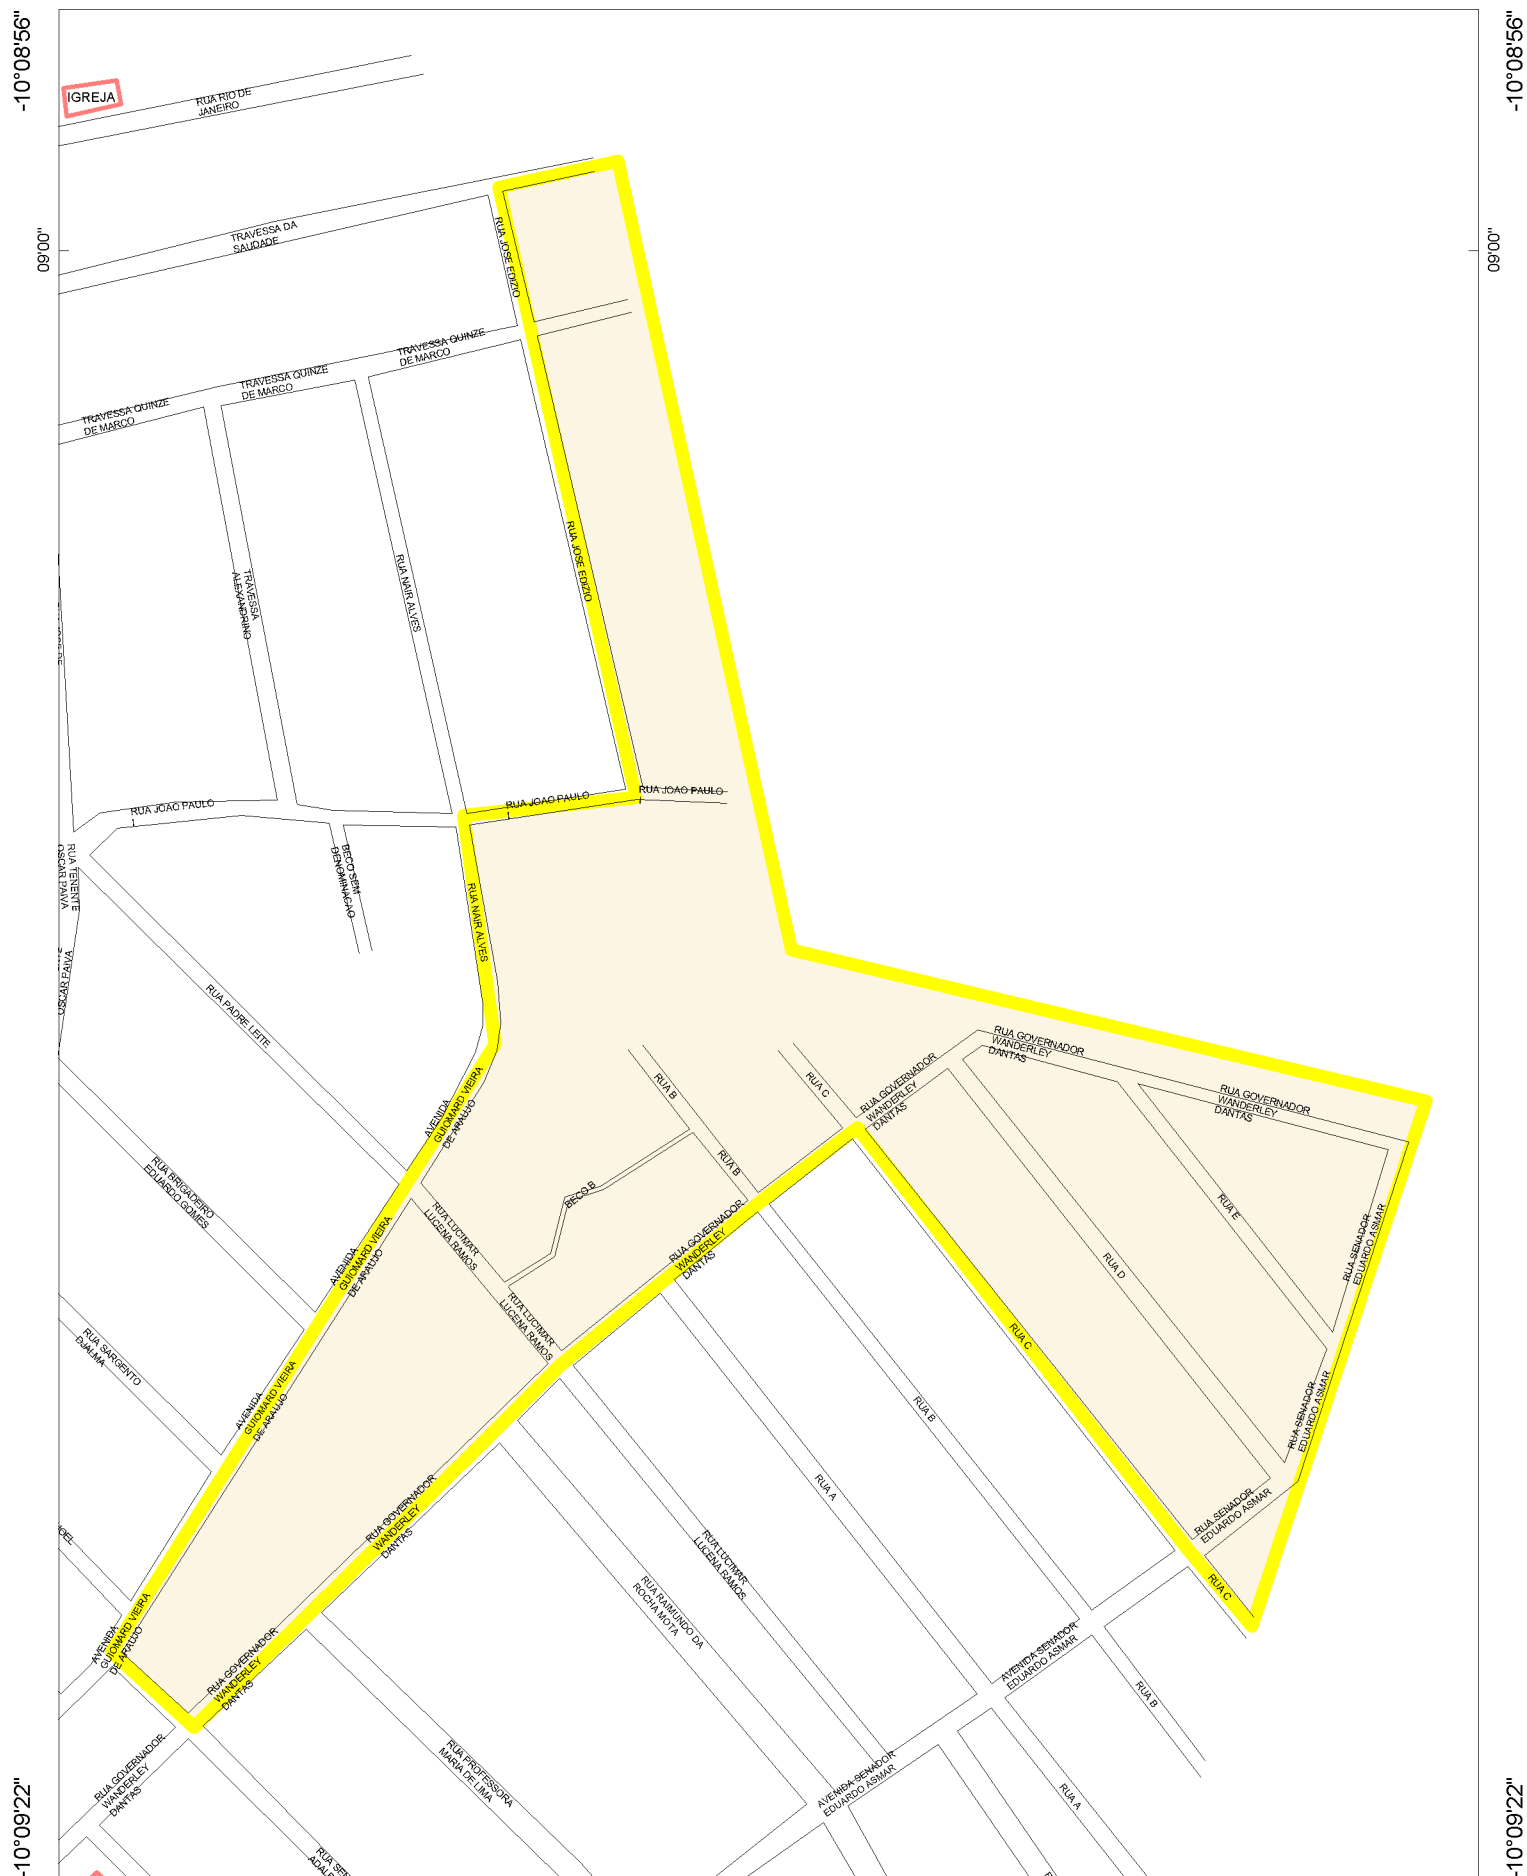 -10°08'56"
-10°08'56"
IGREJA
RUA RIO DE
JANEIRO
TRAVESSA DA
SAUDADE
09'00"
09'00"
RUA JOSE EDIZIO
TRAVESSA QUINZE
DE MARCO
TRAVESSA QUINZE
DE MARCO
TRAVESSA QUINZE
DE MARCO
RUA JOSE EDIZIO
RUA NAIR ALVES
TRAVESSA
ALEXANDRINO
RUA JOAO PAULO
RUA JOAO PAULO
RUA JOAO PAULO
RUA TENENTE
OSCAR PAIVA
BECO SEM
DENOMINACAO
RUA NAIR ALVES
OSCAR PAIVA
RUA PADRE LEITE
RUA GOVERNADOR
WANDERLEY
DANTAS
RUA GOVERNADOR
WANDERLEY
DANTAS
RUA GOVERNADOR
WANDERLEY
DANTAS
RUA B
RUA C
AVENIDA
GUIOMARD VIEIRA
DE ARAUJO
RUA B
BECO B
RUA BRIGADEIRO
EDUARDO GOMES
RUA LUCIMAR
LUCENA RAMOS
RUA E
RUA D
RUA SENADOR
EDUARDO ASMAR
AVENIDA
GUIOMARD VIEIRA
DE ARAUJO
RUA GOVERNADOR
WANDERLEY
DANTAS
RUA LUCIMAR
LUCENA RAMOS
RUA C
RUA SARGENTO
DJALMA
AVENIDA
GUIOMARD VIEIRA
DE ARAUJO
RUA B
RUA SENADOR
EDUARDO ASMAR
RUA A
RUA GOVERNADOR
WANDERLEY
DANTAS
RUA SENADOR
EDUARDO ASMAR
RUA LUCIMAR
LUCENA RAMOS
RUA C
RUA RAIMUNDO DA
ROCHA MOTA
AVENIDA
GUIOMARD VIEIRA
DE ARAUJO
RUA GOVERNADOR
WANDERLEY
DANTAS
AVENIDA SENADOR
EDUARDO ASMAR
RUA B
RUA GOVERNADOR
WANDERLEY
DANTAS
RUA PROFESSORA
MARIA DE LIMA
AVENIDA SENADOR
EDUARDO ASMAR
RUA A
RUA
-10°09'22"
-10°09'22"